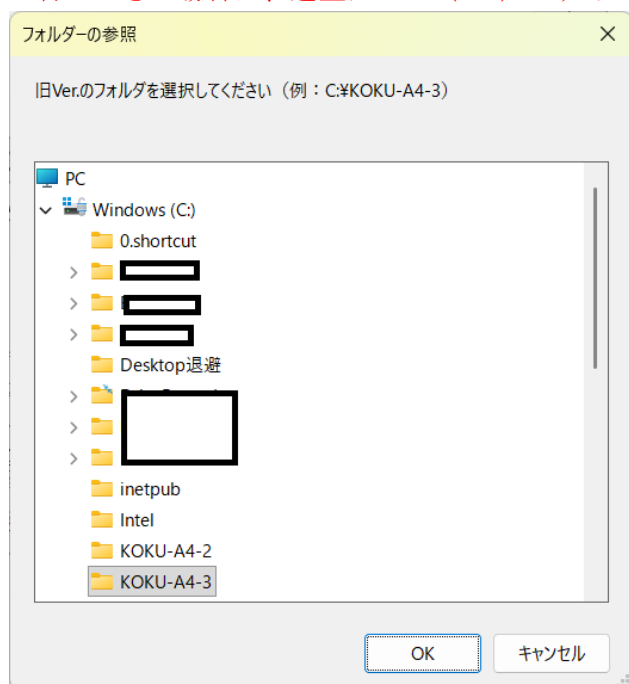 フォルダーの参照
旧Ver.のフォルダを選択してください（例：C:¥KOKU-A4-3）
PC
Windows (C:)
0.shortcut
Desktop退避
inetpub
Intel
KOKU-A4-2
KOKU-A4-3
OK
キャンセル